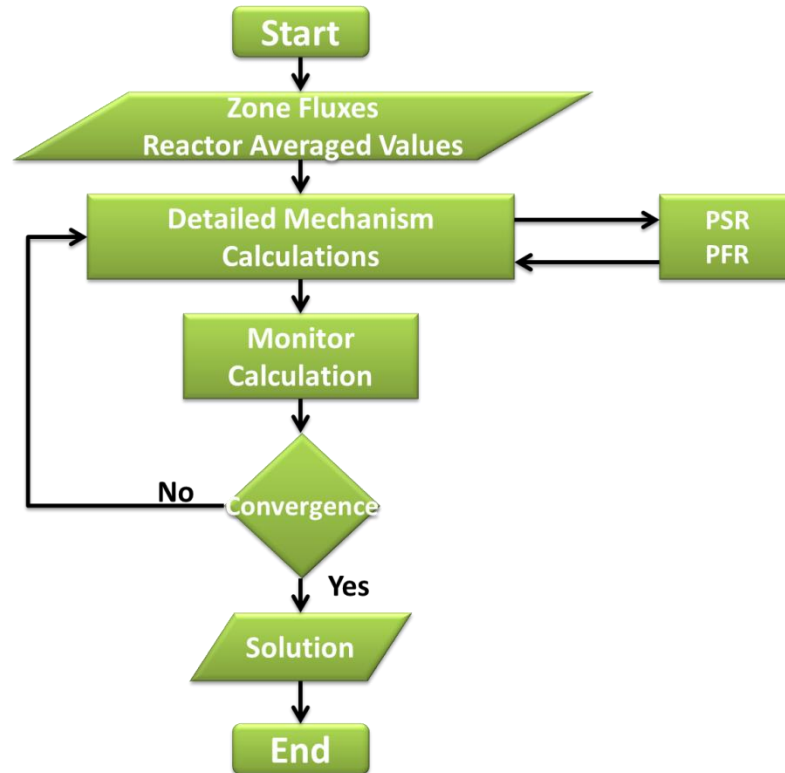 Start
Zone Fluxes
Reactor Averaged Values
Detailed Mechanism
Calculations
PSR
PFR
Monitor
Calculation
No
Convergence
Yes
Solution
End